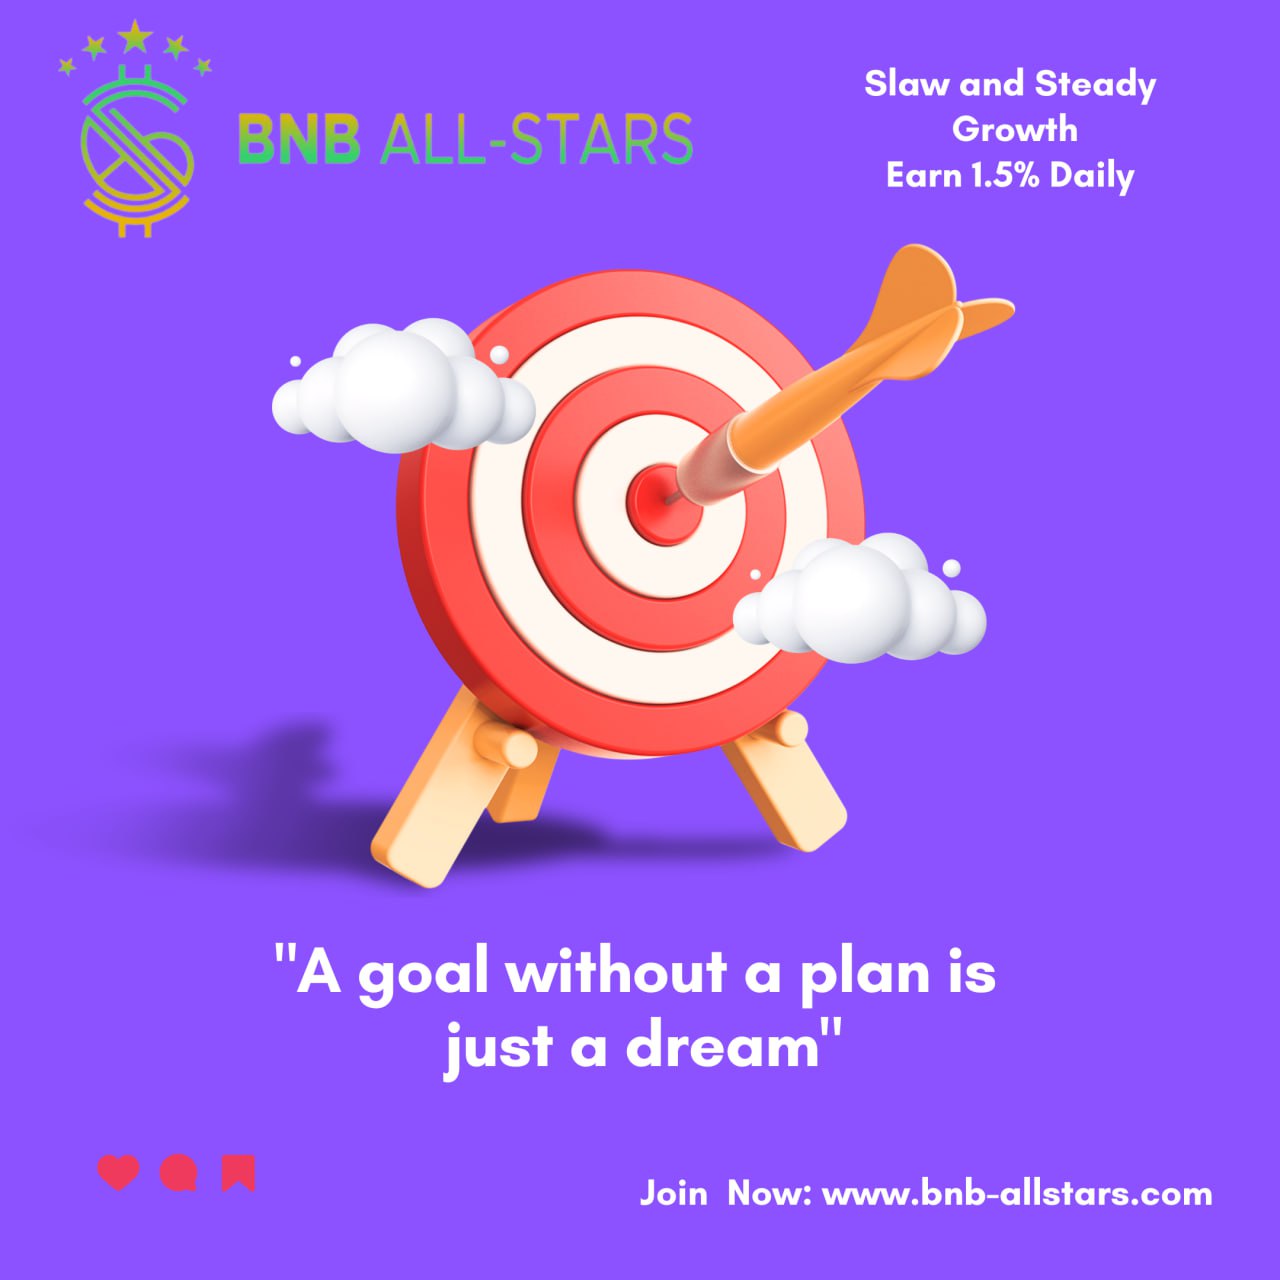 BNB ALL-STARS
Slaw and Steady
Growth
Earn 1.5% Daily
"A goal without a plan is
just a dream"
Join Now: www.bnb-allstars.com